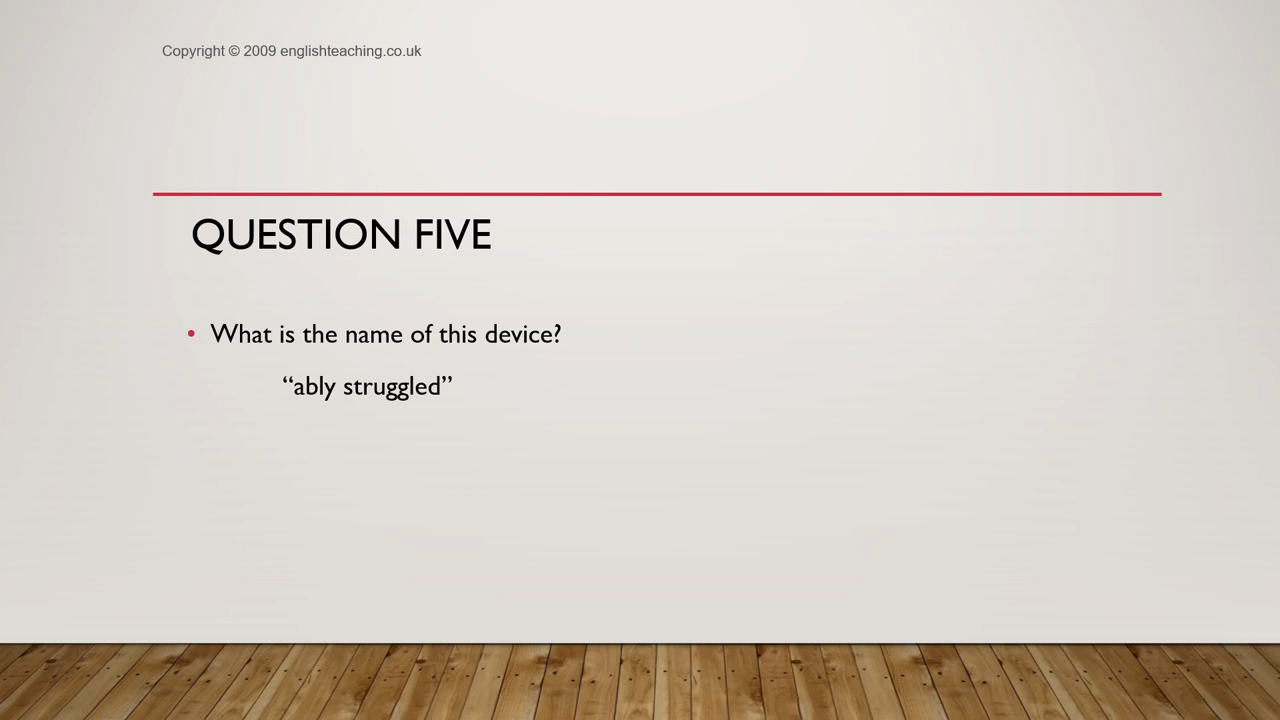 Copyright © 2009 englishteaching.co.uk
QUESTION FIVE
• What is the name of this device?
“ably struggled”